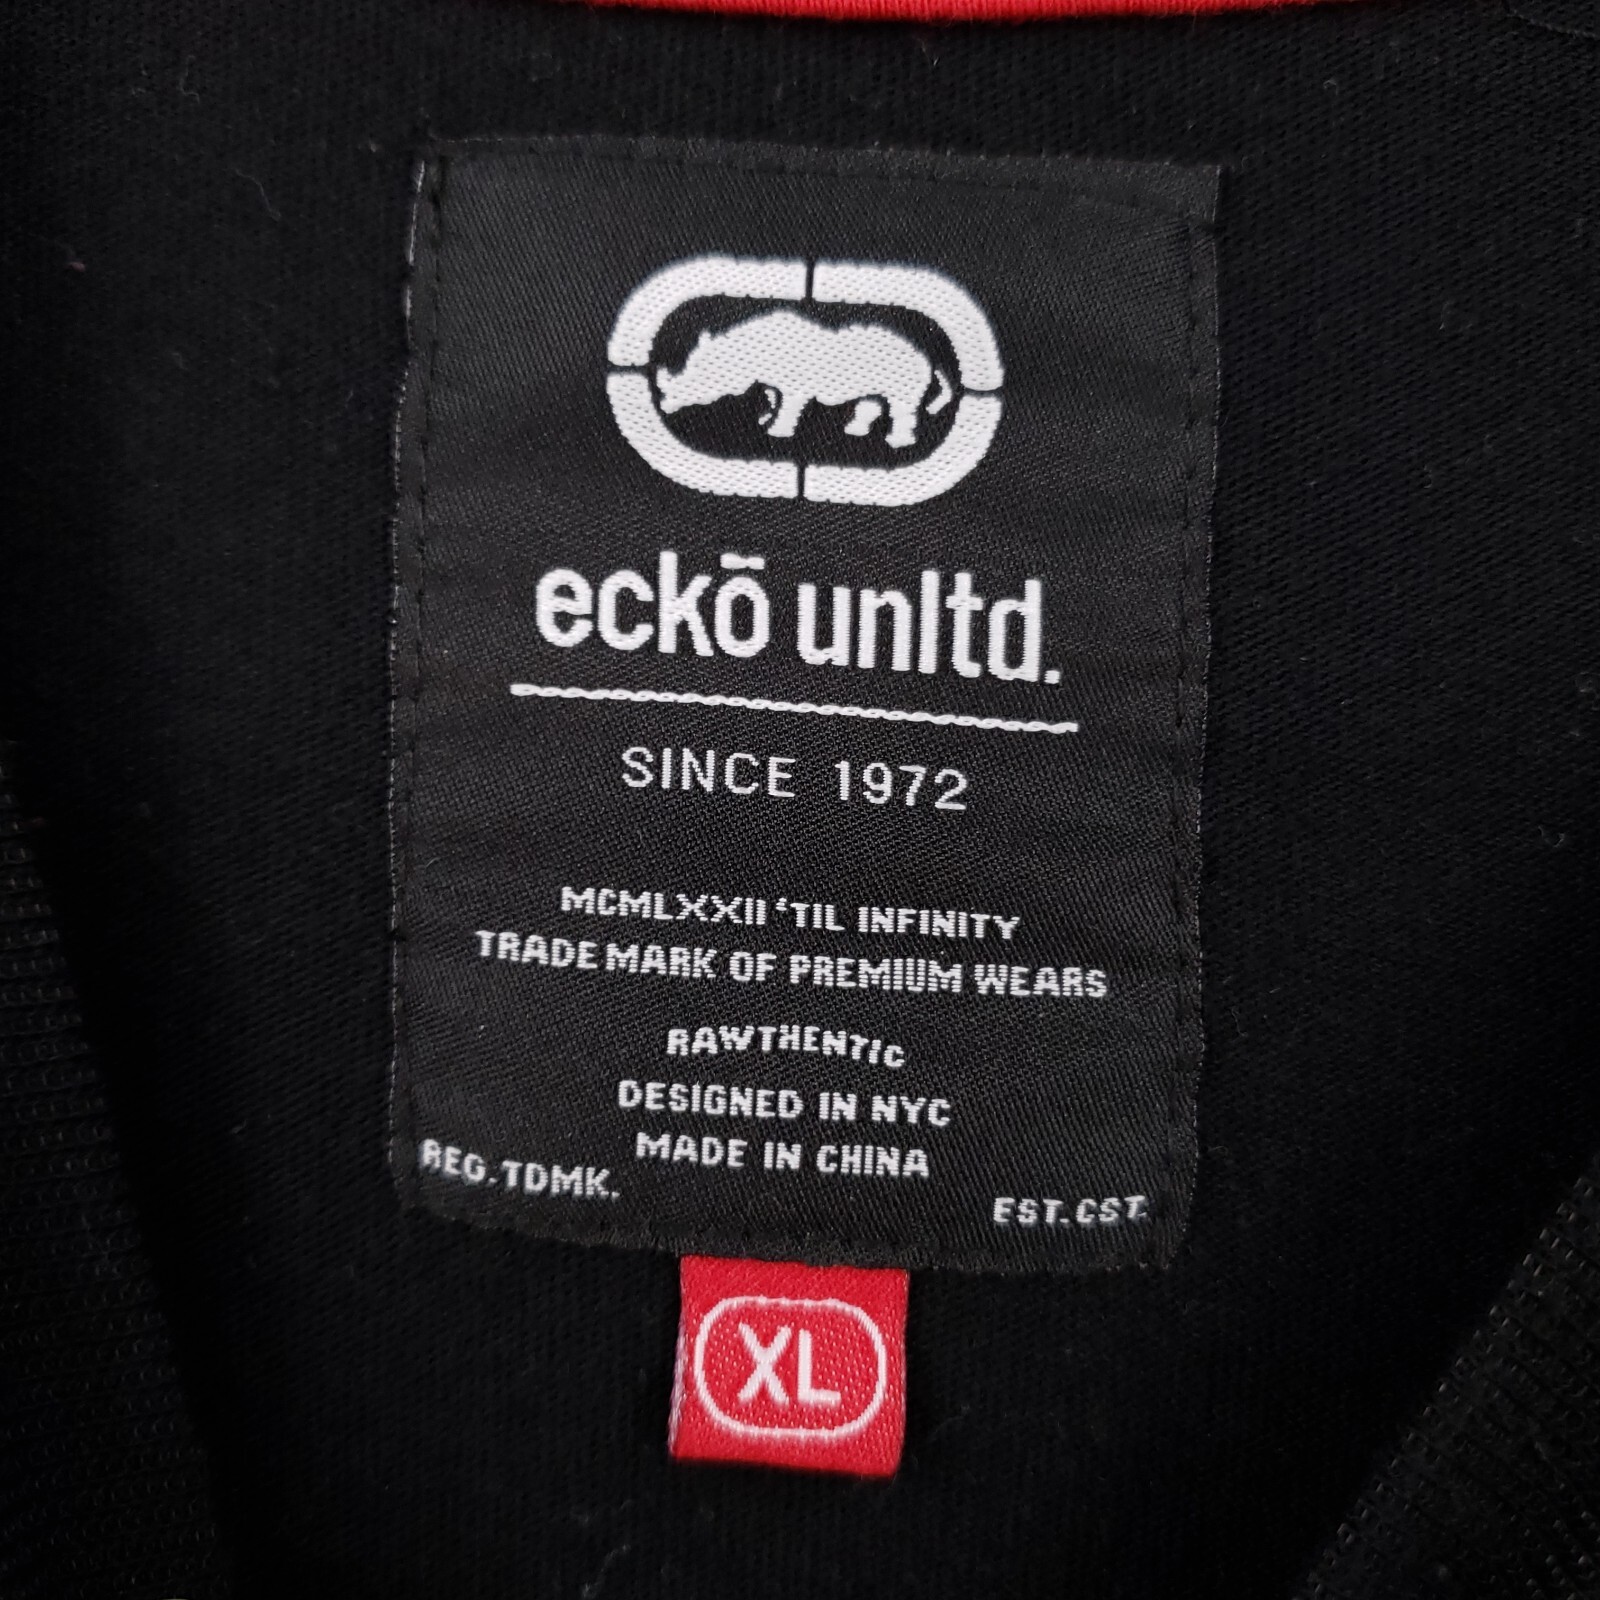 eckō unltd.
SINCE 1972
MCMLXXII 'TIL INFINITY
TRADE MARK OF PREMIUM WEARS
RAWTHENTIC
DESIGNED IN NYC
MADE IN CHINA
REG. TDMK.
EST. CST.
XL